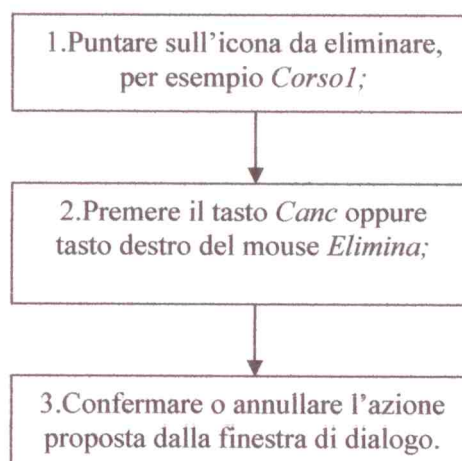 1.Puntare sull'icona da eliminare,
per esempio Corso1;
2.Premere il tasto Canc oppure
tasto destro del mouse Elimina;
3.Confermare o annullare l'azione
proposta dalla finestra di dialogo.